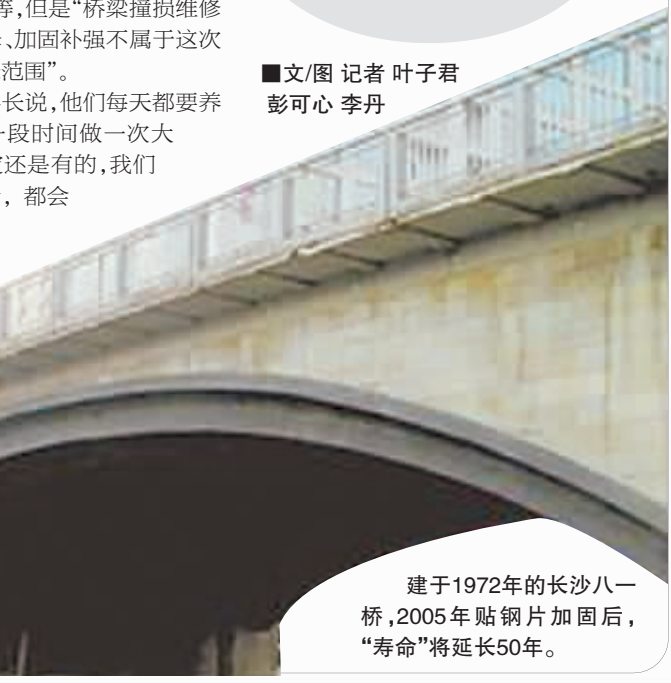 等,但是“桥梁撞损维修
、加固补强不属于这次
范围”。
长说,他们每天都要养
一段时间做一次大
还是有的,我们
,都会
■文/图 记者 叶子君
彭可心 李丹
建于1972年的长沙八一
桥,2005年贴钢片加固后,
“寿命”将延长50年。